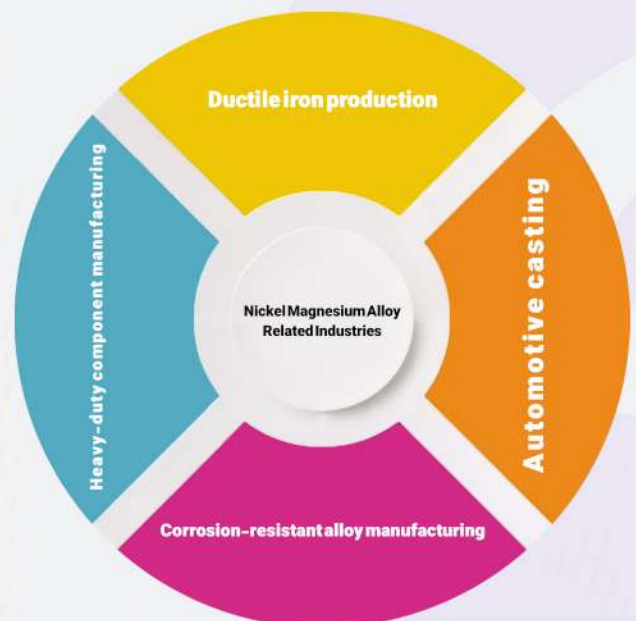 Ductile iron production
Heavy-duty component manufacturing
Nickel Magnesium Alloy
Related Industries
Automotive casting
Corrosion-resistant alloy manufacturing